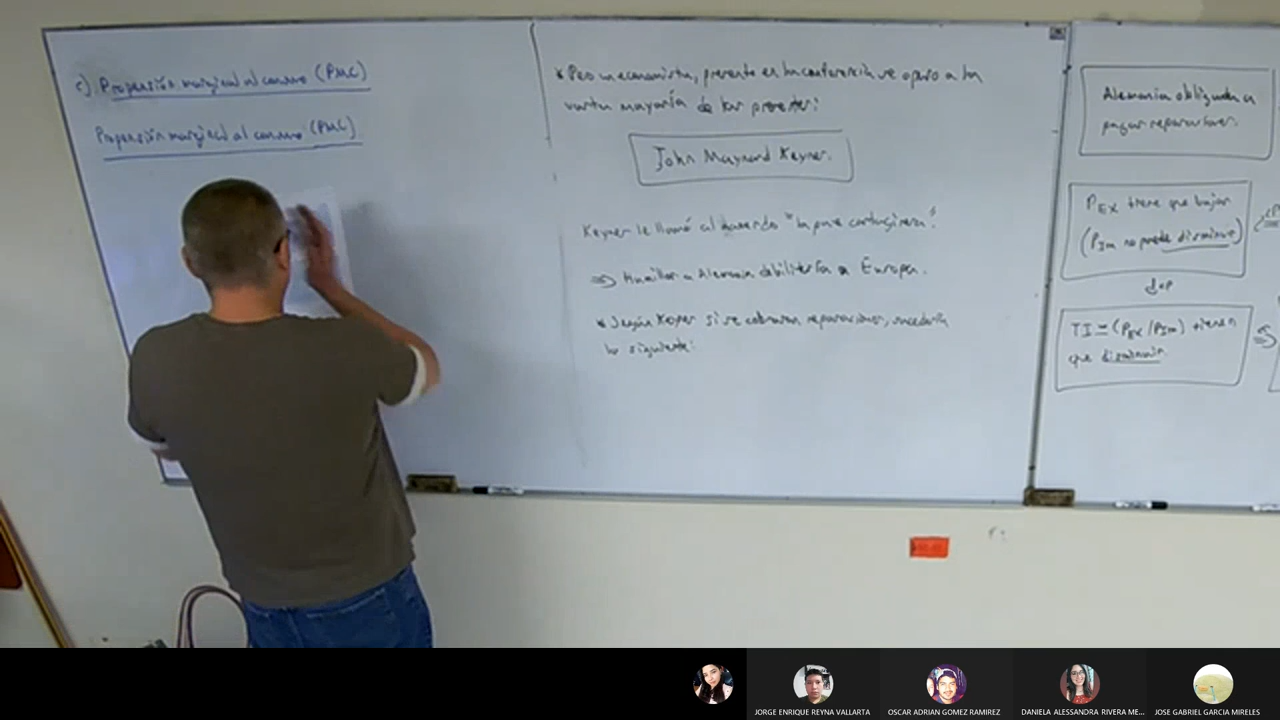 c). Propensión marginal al consumo (PMC)
Propensión marginal al consumo (PMC)
* Pero un economista, presente en la conferencia se opuso a la
vasta mayoría de los presentes:
John Maynard Keynes.
Keynes le llamó al acuerdo "la paz cartaginesa".
⇒ Humillar a Alemania debilitaría a Europa.
* Según Keynes si se cobraran reparaciones, sucedería
lo siguiente:
Alemania obligada a
pagar reparaciones.
P_EX tiene que bajar
(P_IM no puede disminuir)
TI = (P_EX / P_IM) tienen ⇒
que disminuir
JORGE ENRIQUE REYNA VALLARTA
OSCAR ADRIAN GOMEZ RAMIREZ
DANIELA ALESSANDRA RIVERA ME...
JOSE GABRIEL GARCIA MIRELES